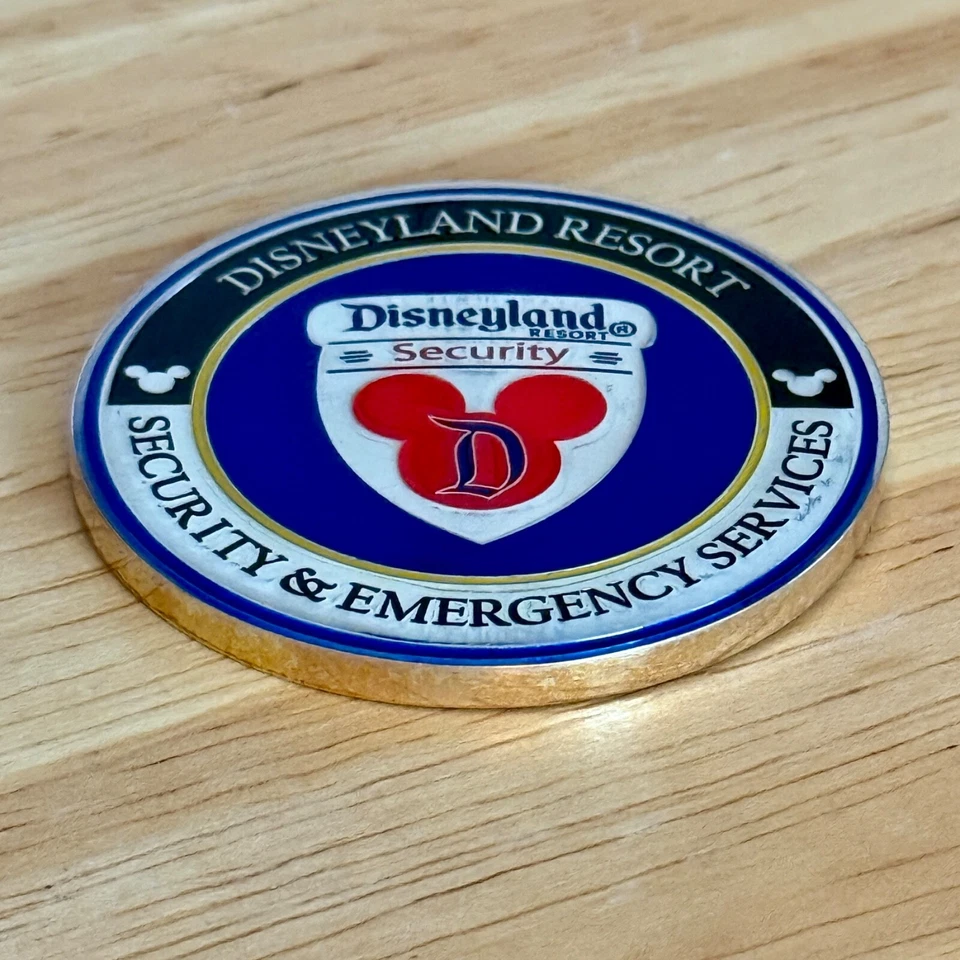 DISNEYLAND RESORT
Disneyland®
RESORT
Security
D
SECURITY & EMERGENCY SERVICES